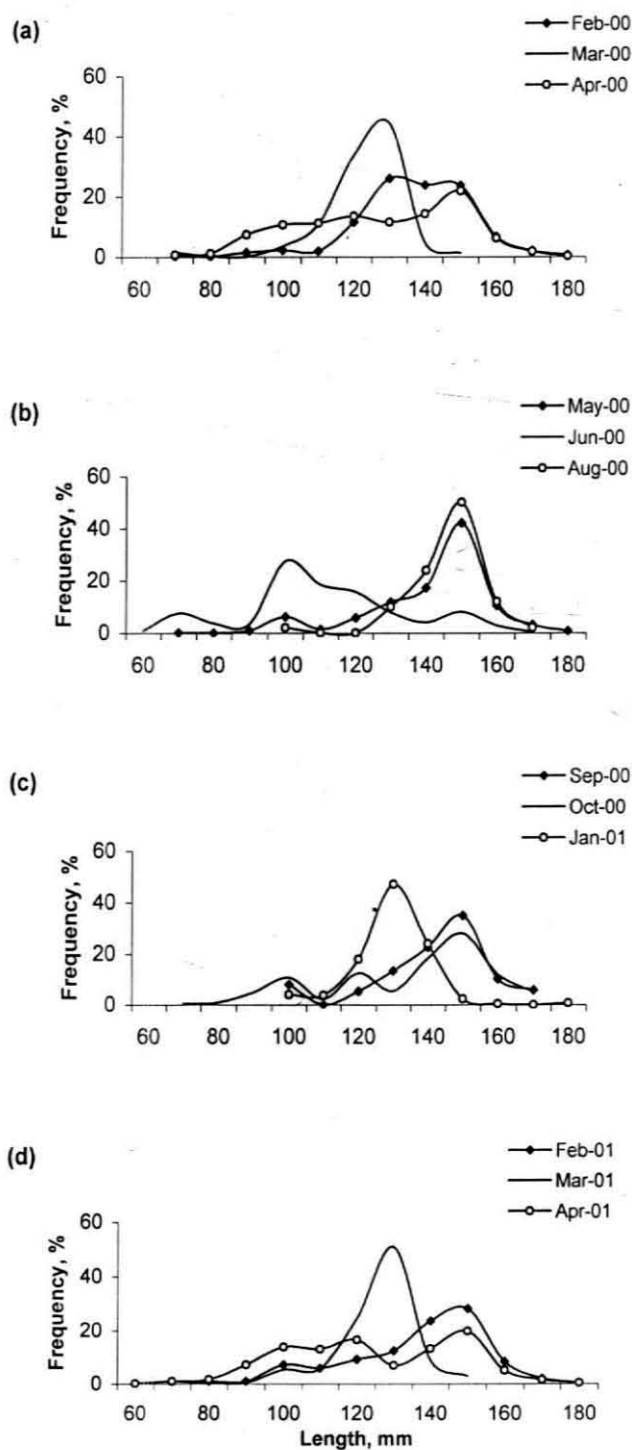 (a)
Feb-00
Mar-00
Apr-00
Frequency, %
60
40
20
0
60 80 100 120 140 160 180
(b)
May-00
Jun-00
Aug-00
Frequency, %
60
40
20
0
60 80 100 120 140 160 180
(c)
Sep-00
Oct-00
Jan-01
Frequency, %
60
40
20
0
60 80 100 120 140 160 180
(d)
Feb-01
Mar-01
Apr-01
Frequency, %
60
40
20
0
60 80 100 120 140 160 180
Length, mm